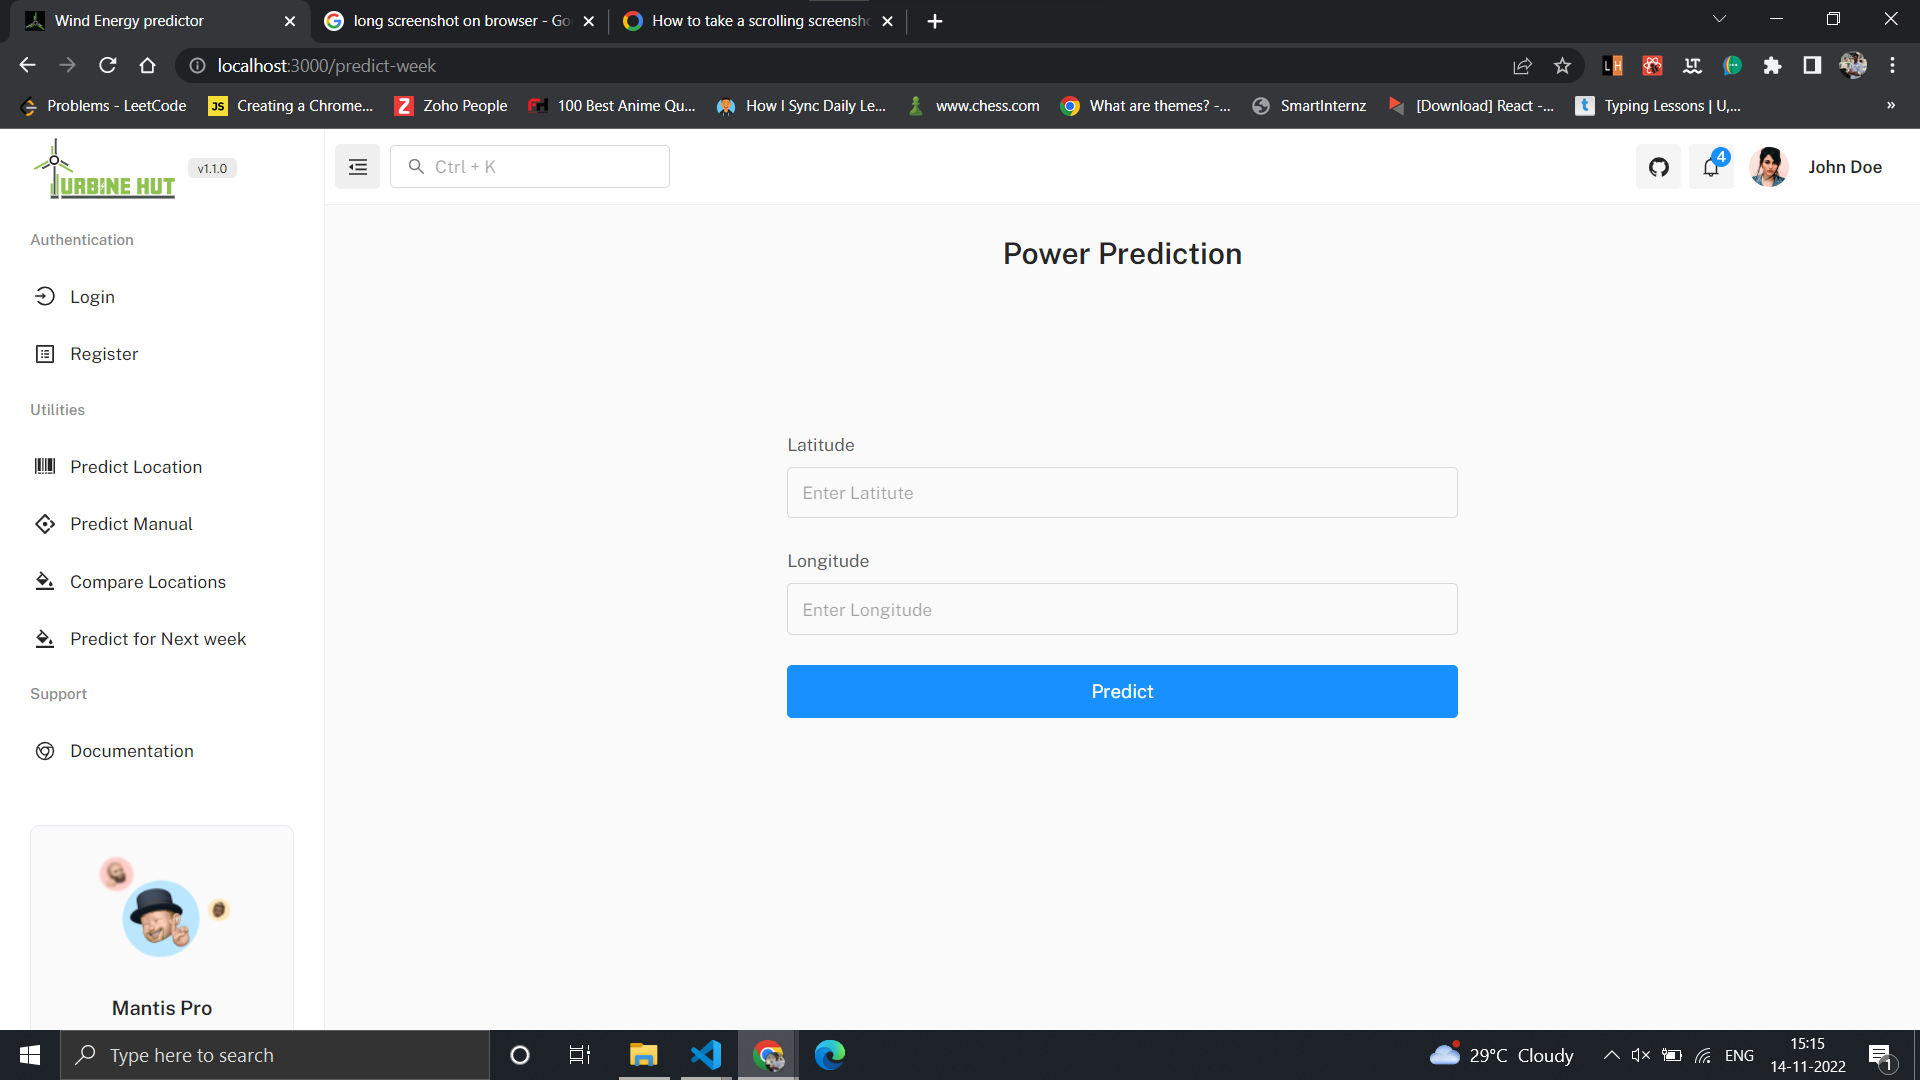 Wind Energy predictor
long screenshot on browser - Go
How to take a scrolling screensh
localhost:3000/predict-week
LH
Problems - LeetCode
JS Creating a Chrome...
Z Zoho People
100 Best Anime Qu...
How I Sync Daily Le...
www.chess.com
What are themes? -...
SmartInternz
[Download] React -...
t Typing Lessons | U,...
»
TURBINE HUT
v1.1.0
Ctrl + K
4
John Doe
Authentication
Login
Register
Utilities
Predict Location
Predict Manual
Compare Locations
Predict for Next week
Support
Documentation
Mantis Pro
Power Prediction
Latitude
Enter Latitute
Longitude
Enter Longitude
Predict
Type here to search
29°C Cloudy
ENG
15:15
14-11-2022
1